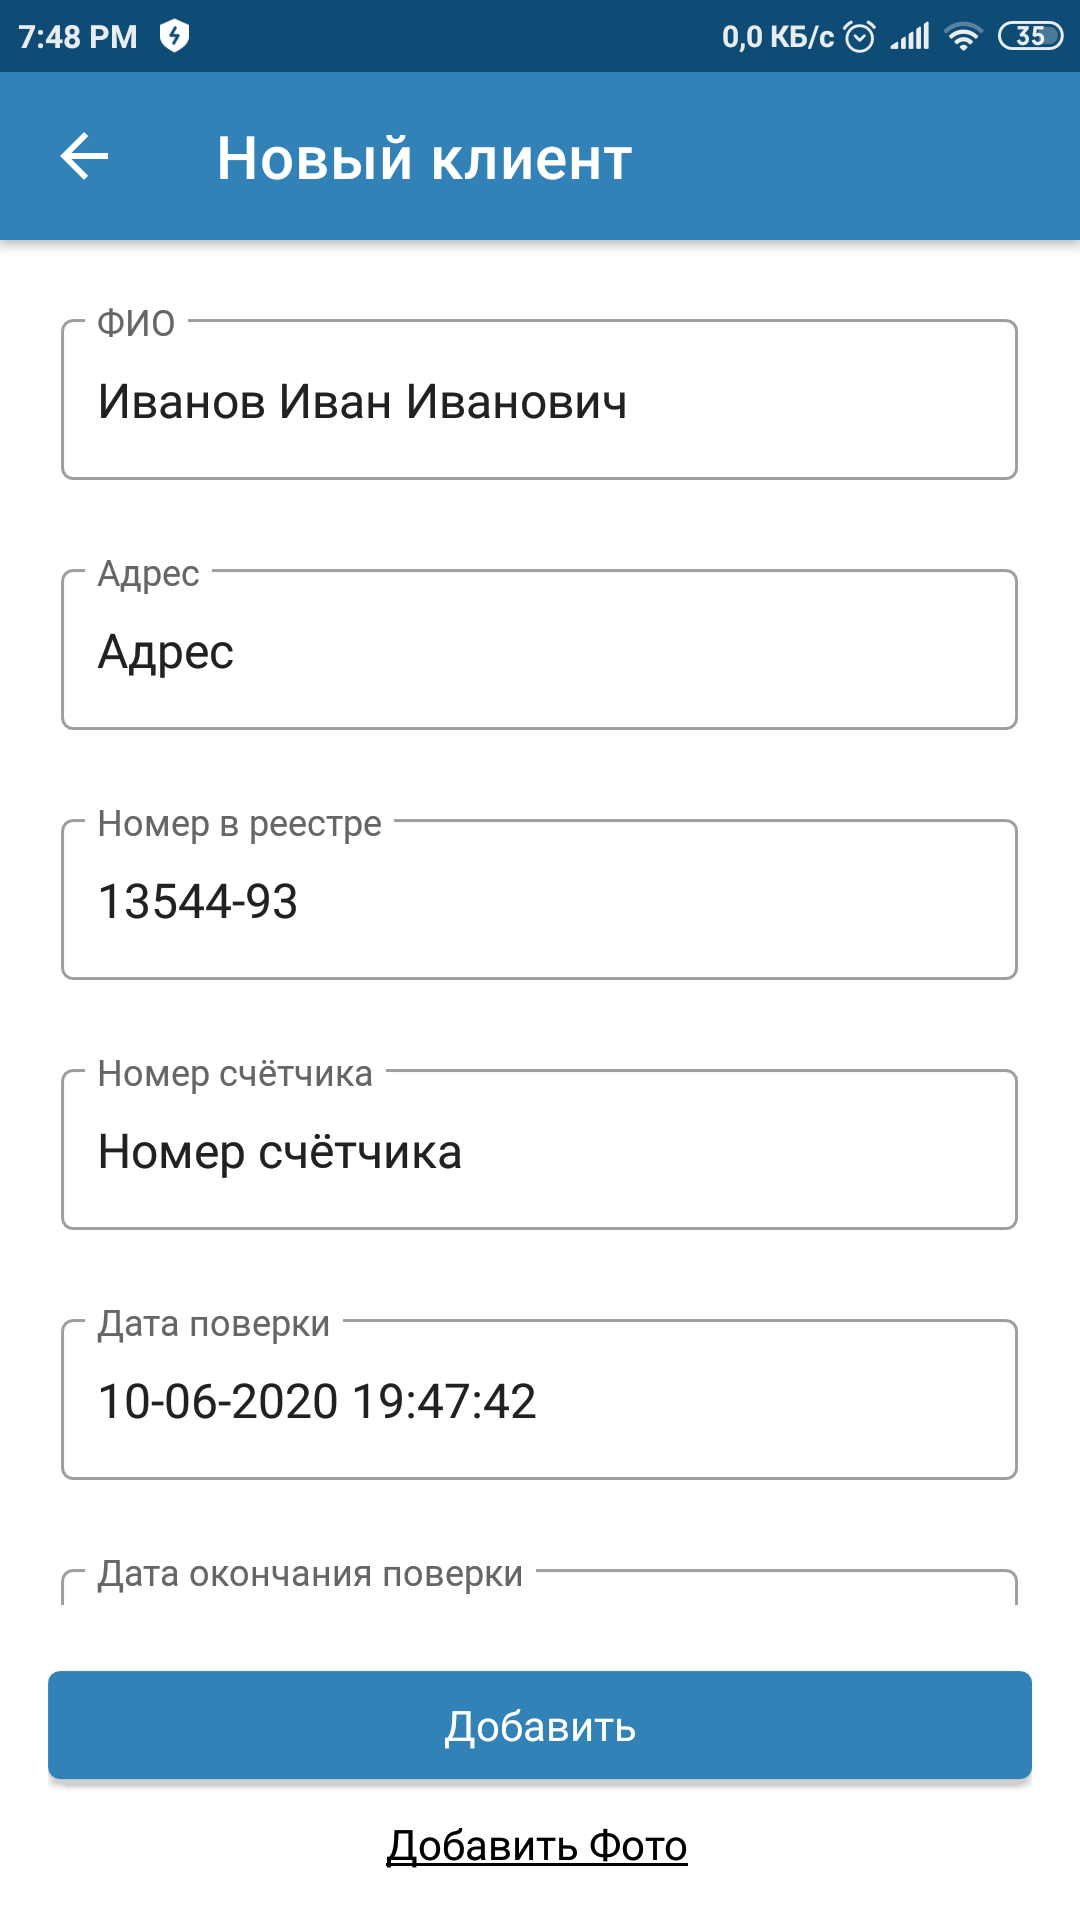 7:48 PM 0,0 КБ/с 35
Новый клиент
ФИО
Иванов Иван Иванович
Адрес
Адрес
Номер в реестре
13544-93
Номер счётчика
Номер счётчика
Дата поверки
10-06-2020 19:47:42
Дата окончания поверки
Добавить
Добавить Фото